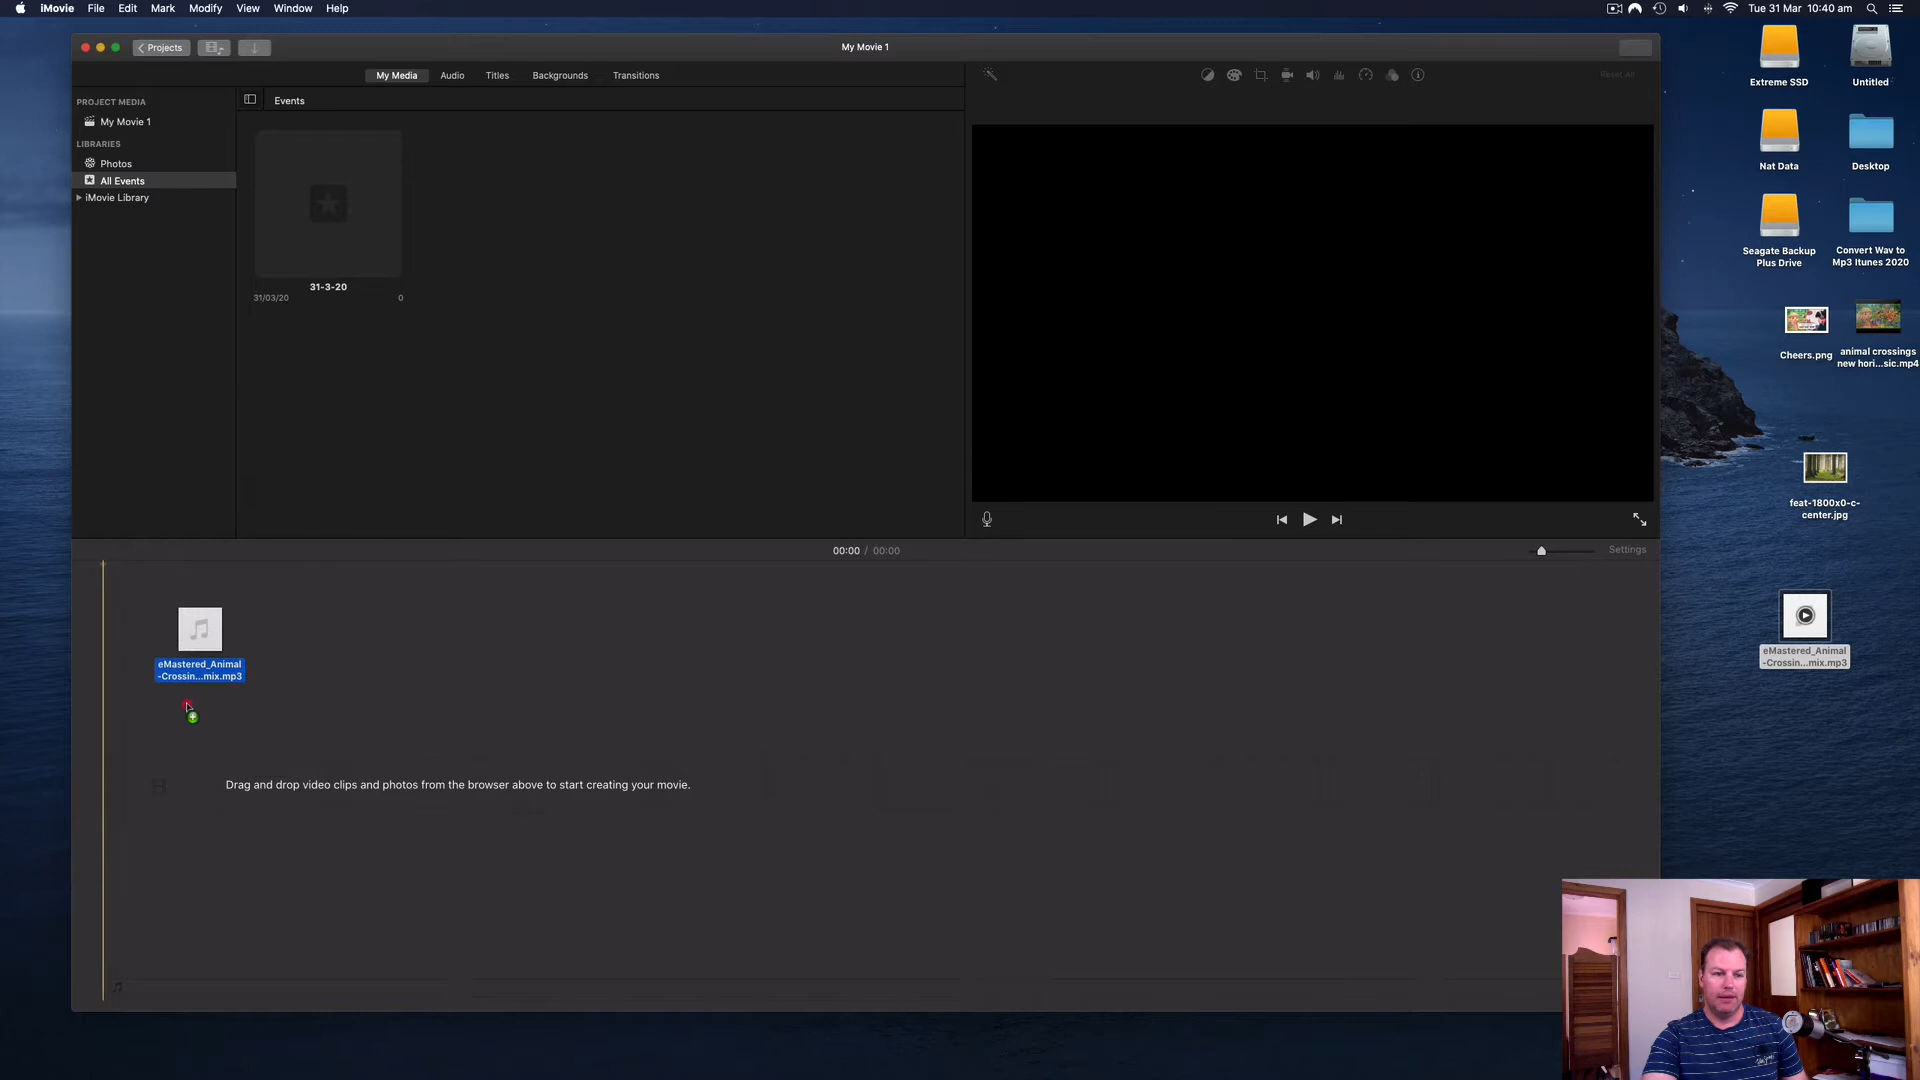 iMovie File Edit Mark Modify View Window Help
Tue 31 Mar 10:40 am
Projects
My Movie 1
My Media Audio Titles Backgrounds Transitions
Reset All
PROJECT MEDIA
My Movie 1
LIBRARIES
Photos
All Events
iMovie Library
Events
31-3-20
31/03/20 0
00:00 / 00:00
Settings
eMastered_Animal
-Crossin...mix.mp3
Drag and drop video clips and photos from the browser above to start creating your movie.
Extreme SSD
Untitled
Nat Data
Desktop
Seagate Backup
Plus Drive
Convert Wav to
Mp3 Itunes 2020
Cheers.png
animal crossings
new hori...sic.mp4
feat-1800x0-c-
center.jpg
eMastered_Animal
-Crossin...mix.mp3